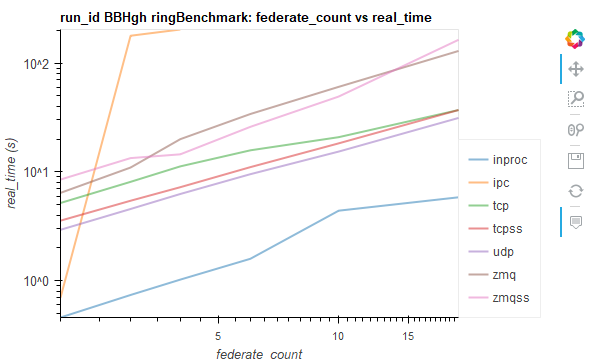 run_id BBHgh ringBenchmark: federate_count vs real_time
10^2
10^1
10^0
real_time (s)
5
10
15
federate_count
inproc
ipc
tcp
tcpss
udp
zmq
zmqss